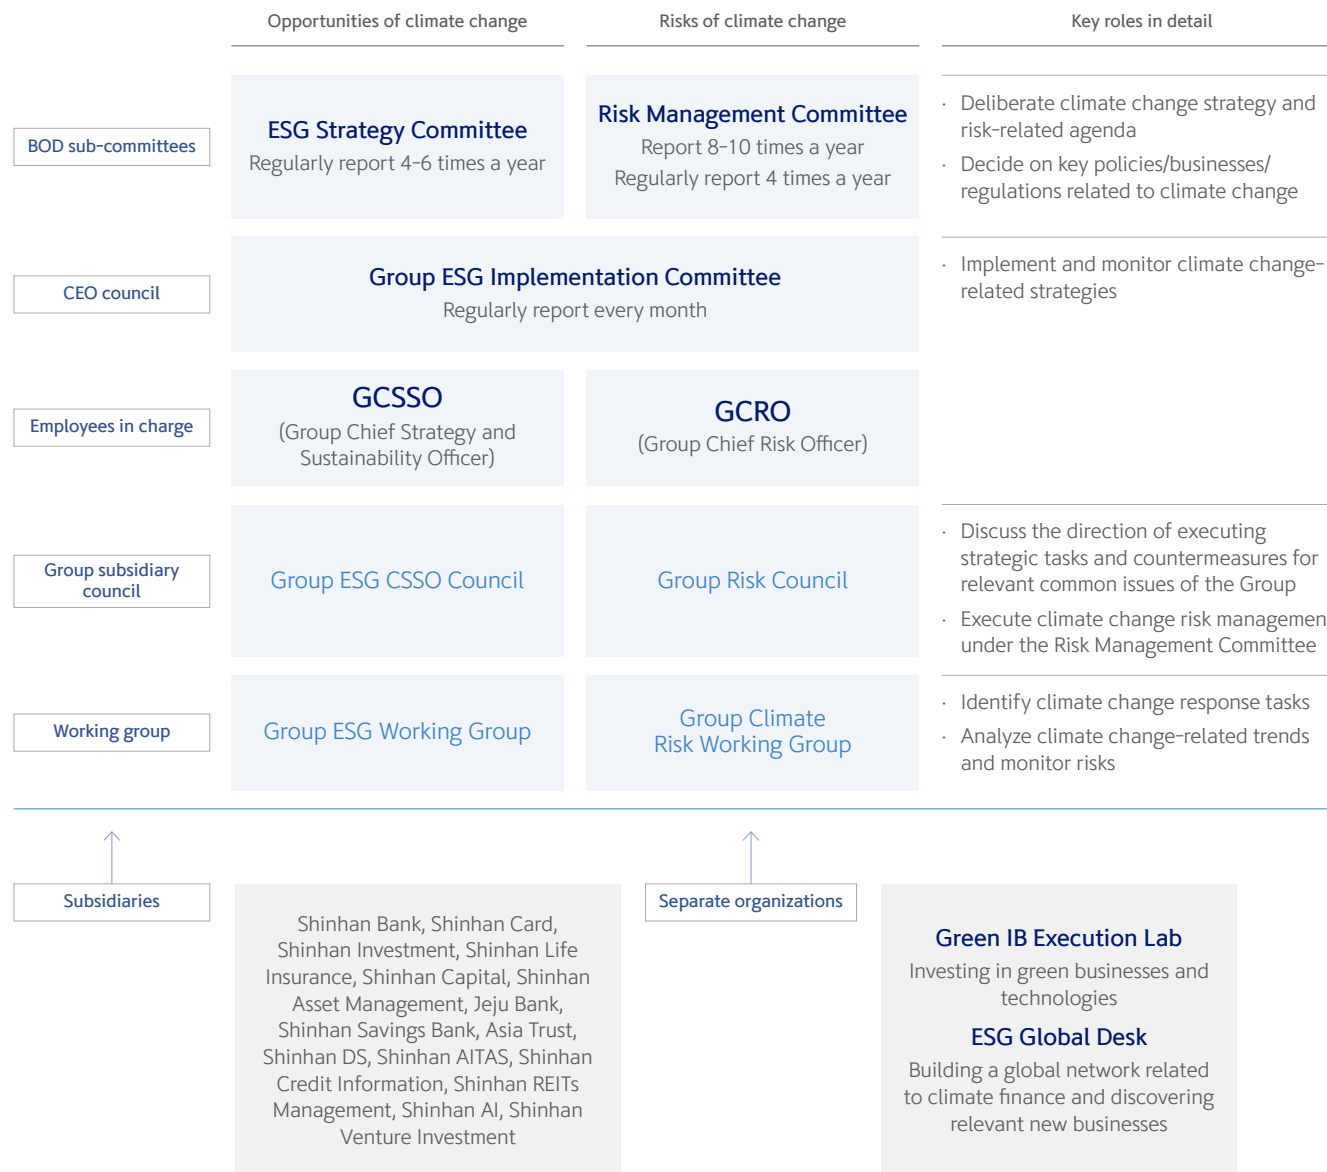 Opportunities of climate change
Risks of climate change
Key roles in detail
BOD sub-committees
ESG Strategy Committee
Regularly report 4-6 times a year
Risk Management Committee
Report 8-10 times a year
Regularly report 4 times a year
· Deliberate climate change strategy and
risk-related agenda
· Decide on key policies/businesses/
regulations related to climate change
CEO council
Group ESG Implementation Committee
Regularly report every month
· Implement and monitor climate change-
related strategies
Employees in charge
GCSSO
(Group Chief Strategy and
Sustainability Officer)
GCRO
(Group Chief Risk Officer)
Group subsidiary
council
Group ESG CSSO Council
Group Risk Council
· Discuss the direction of executing
strategic tasks and countermeasures for
relevant common issues of the Group
· Execute climate change risk managemen
under the Risk Management Committee
Working group
Group ESG Working Group
Group Climate
Risk Working Group
· Identify climate change response tasks
· Analyze climate change-related trends
and monitor risks
Subsidiaries
Shinhan Bank, Shinhan Card,
Shinhan Investment, Shinhan Life
Insurance, Shinhan Capital, Shinhan
Asset Management, Jeju Bank,
Shinhan Savings Bank, Asia Trust,
Shinhan DS, Shinhan AITAS, Shinhan
Credit Information, Shinhan REITs
Management, Shinhan AI, Shinhan
Venture Investment
Separate organizations
Green IB Execution Lab
Investing in green businesses and
technologies
ESG Global Desk
Building a global network related
to climate finance and discovering
relevant new businesses